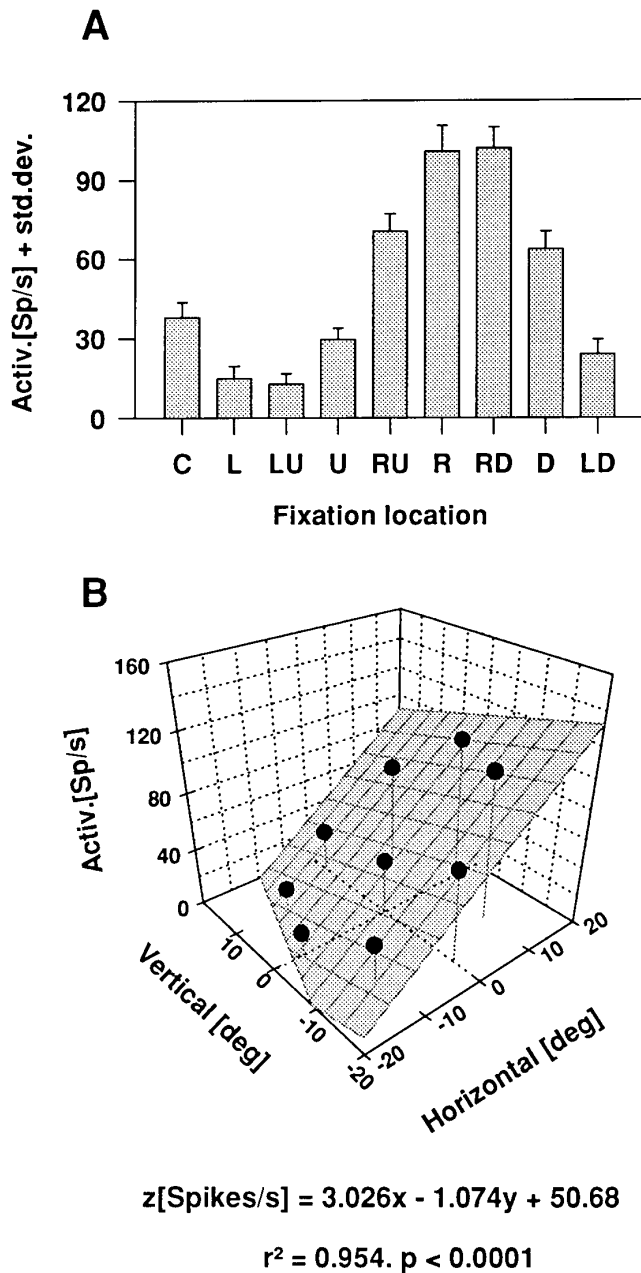 A
Activ.[Sp/s] + std.dev.
120
90
60
30
0
C L LU U RU R RD D LD
Fixation location
B
Activ.[Sp/s]
160
120
80
40
0
Vertical [deg]
10
0
-10
-20
Horizontal [deg]
-20
-10
0
10
20
z[Spikes/s] = 3.026x - 1.074y + 50.68
r² = 0.954. p < 0.0001